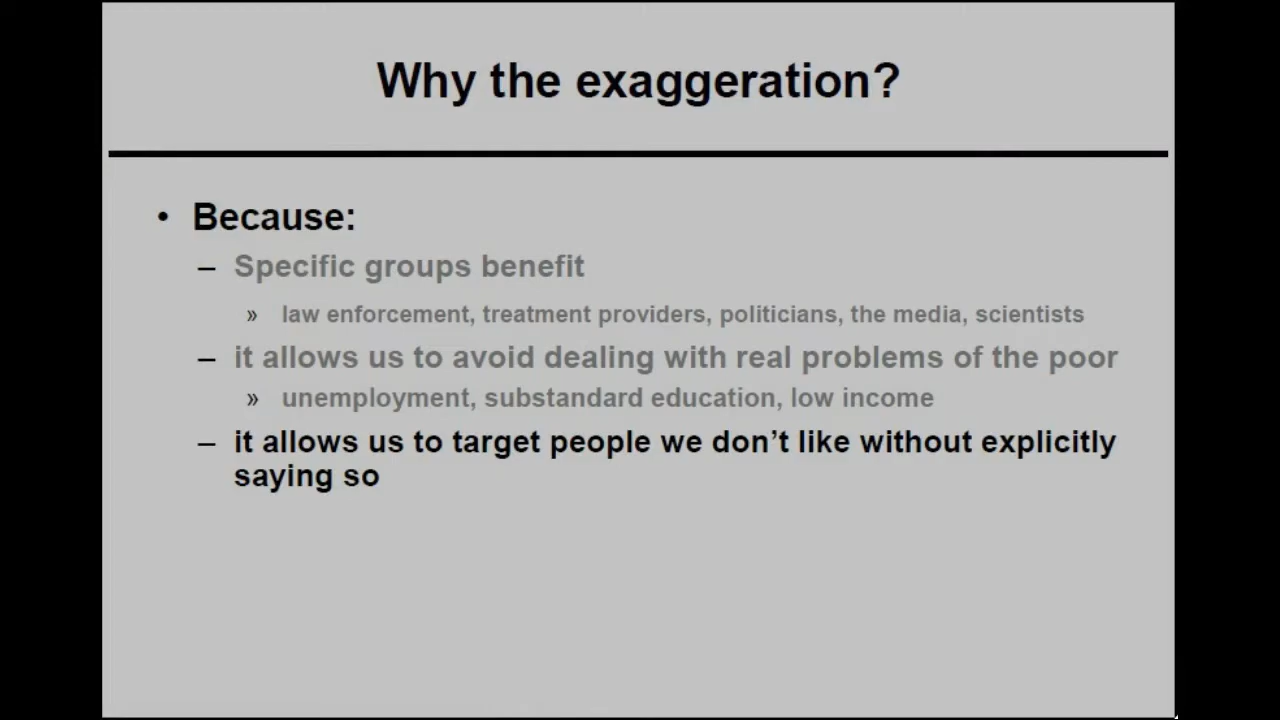 Why the exaggeration?
• Because:
– Specific groups benefit
» law enforcement, treatment providers, politicians, the media, scientists
– it allows us to avoid dealing with real problems of the poor
» unemployment, substandard education, low income
– it allows us to target people we don’t like without explicitly
saying so